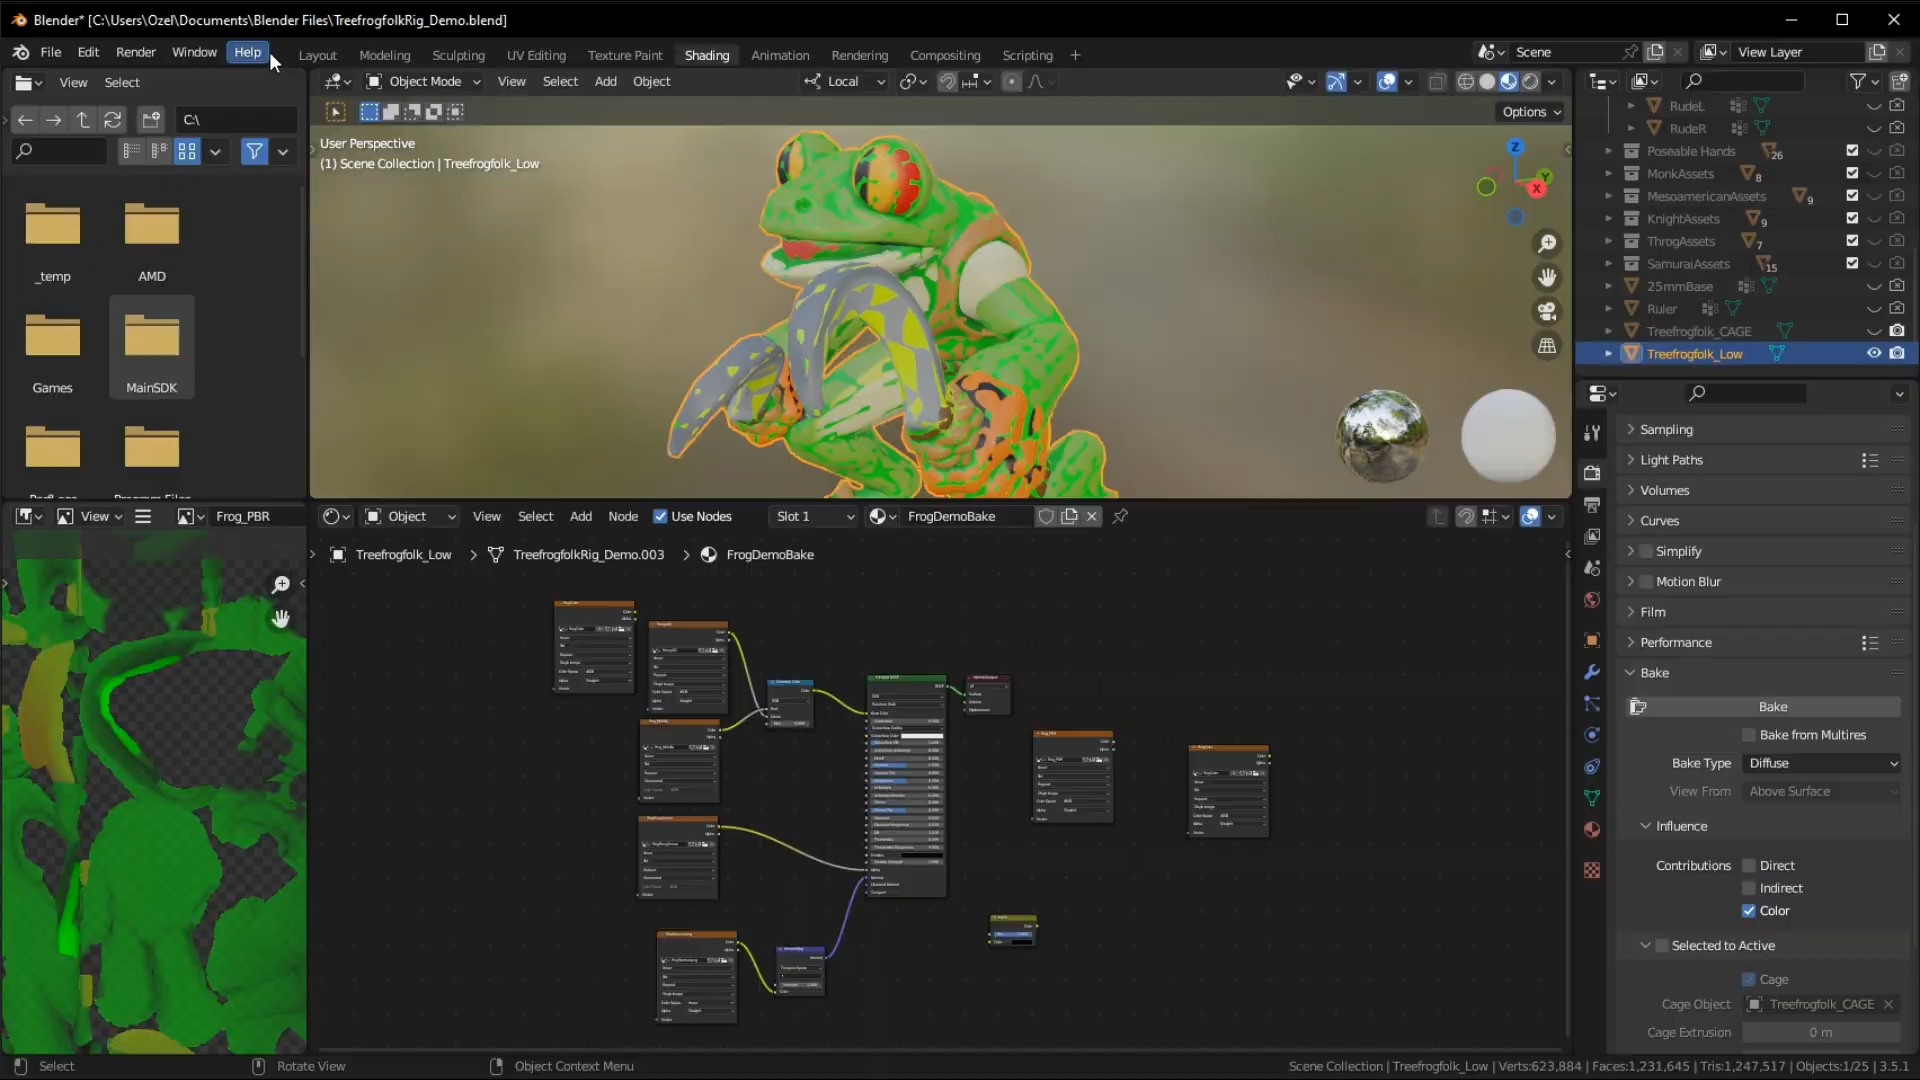 Blender* [C:\Users\Ozel\Documents\Blender Files\TreefrogfolkRig_Demo.blend]
File Edit Render Window Help
Layout Modeling Sculpting UV Editing Texture Paint Shading Animation Rendering Compositing Scripting +
Scene
View Layer
View Select
Object Mode View Select Add Object
Local
C:\
Options
User Perspective
(1) Scene Collection | Treefrogfolk_Low
Z
Y
X
_temp
AMD
Games
MainSDK
RudeL
RudeR
Poseable Hands 26
MonkAssets 8
MesoamericanAssets 9
KnightAssets 9
ThrogAssets 7
SamuraiAssets 15
25mmBase
Ruler
Treefrogfolk_CAGE
Treefrogfolk_Low
View
Frog_PBR
Object View Select Add Node Use Nodes Slot 1 FrogDemoBake
Treefrogfolk_Low > TreefrogfolkRig_Demo.003 > FrogDemoBake
Sampling
Light Paths
Volumes
Curves
Simplify
Motion Blur
Film
Performance
Bake
Bake
Bake from Multires
Bake Type Diffuse
View From Above Surface
Influence
Contributions Direct
Indirect
Color
Selected to Active
Cage
Cage Object Treefrogfolk_CAGE
Cage Extrusion 0 m
Select
Rotate View
Object Context Menu
Scene Collection | Treefrogfolk_Low | Verts:623,884 | Faces:1,231,645 | Tris:1,247,517 | Objects:1/25 | 3.5.1